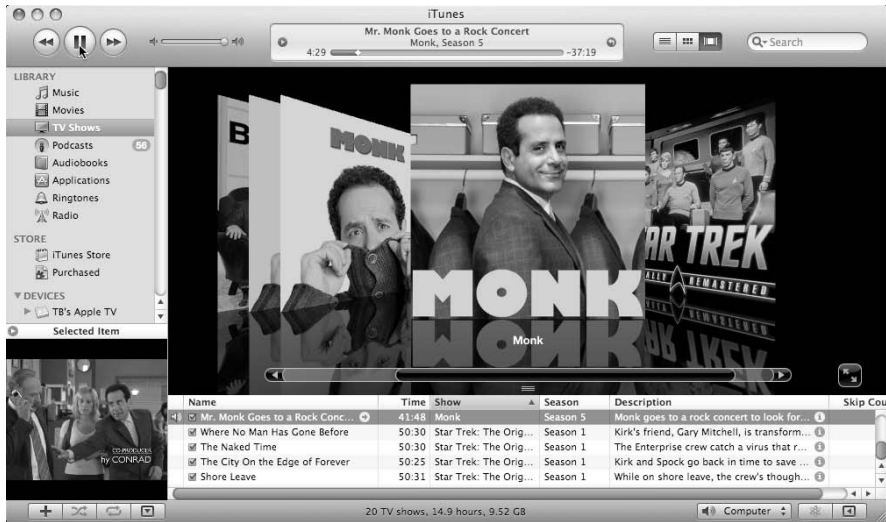 iTunes
Mr. Monk Goes to a Rock Concert
Monk, Season 5
4:29 -37:19
Search
LIBRARY
Music
Movies
TV Shows
Podcasts 56
Audiobooks
Applications
Ringtones
Radio
STORE
iTunes Store
Purchased
DEVICES
TB's Apple TV
Selected Item
CO-PRODUCER
by CONRAD
B
MONK
MONK
AR TREK
ALLY REMASTERED
Monk
Name Time Show Season Description Skip Cou
Mr. Monk Goes to a Rock Conc... 41:48 Monk Season 5 Monk goes to a rock concert to look for...
Where No Man Has Gone Before 50:30 Star Trek: The Orig... Season 1 Kirk's friend, Gary Mitchell, is transform...
The Naked Time 50:30 Star Trek: The Orig... Season 1 The Enterprise crew catch a virus that r...
The City On the Edge of Forever 50:25 Star Trek: The Orig... Season 1 Kirk and Spock go back in time to save ...
Shore Leave 50:31 Star Trek: The Orig... Season 1 While on shore leave, the crew's though...
20 TV shows, 14.9 hours, 9.52 GB
Computer